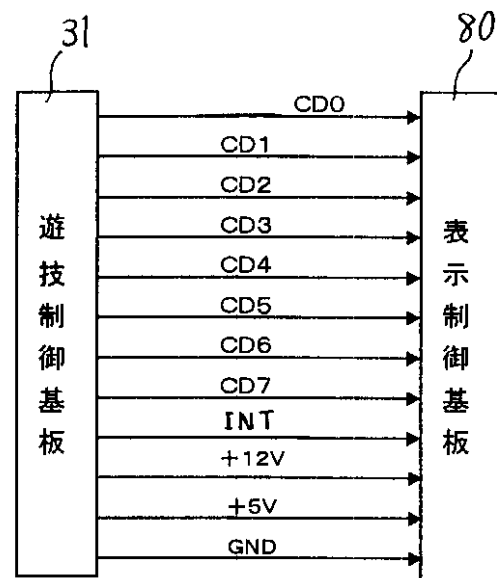 31
80
遊技制御基板
CD0
CD1
CD2
CD3
CD4
CD5
CD6
CD7
INT
+12V
+5V
GND
表示制御基板